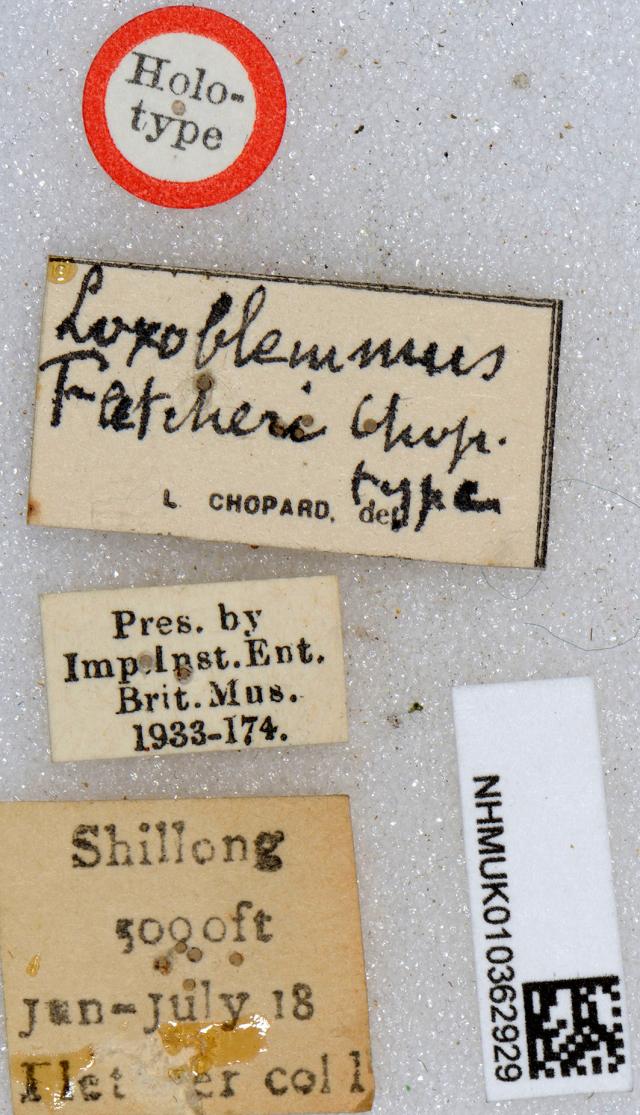 Holo-
type
Loxoblemmus
Fletcheri Chop.
type
L. CHOPARD, det.
Pres. by
Imp.Inst.Ent.
Brit.Mus.
1933-174.
Shillong
5000ft
Jun-July 18
Fletcher coll
NHMUK010362929